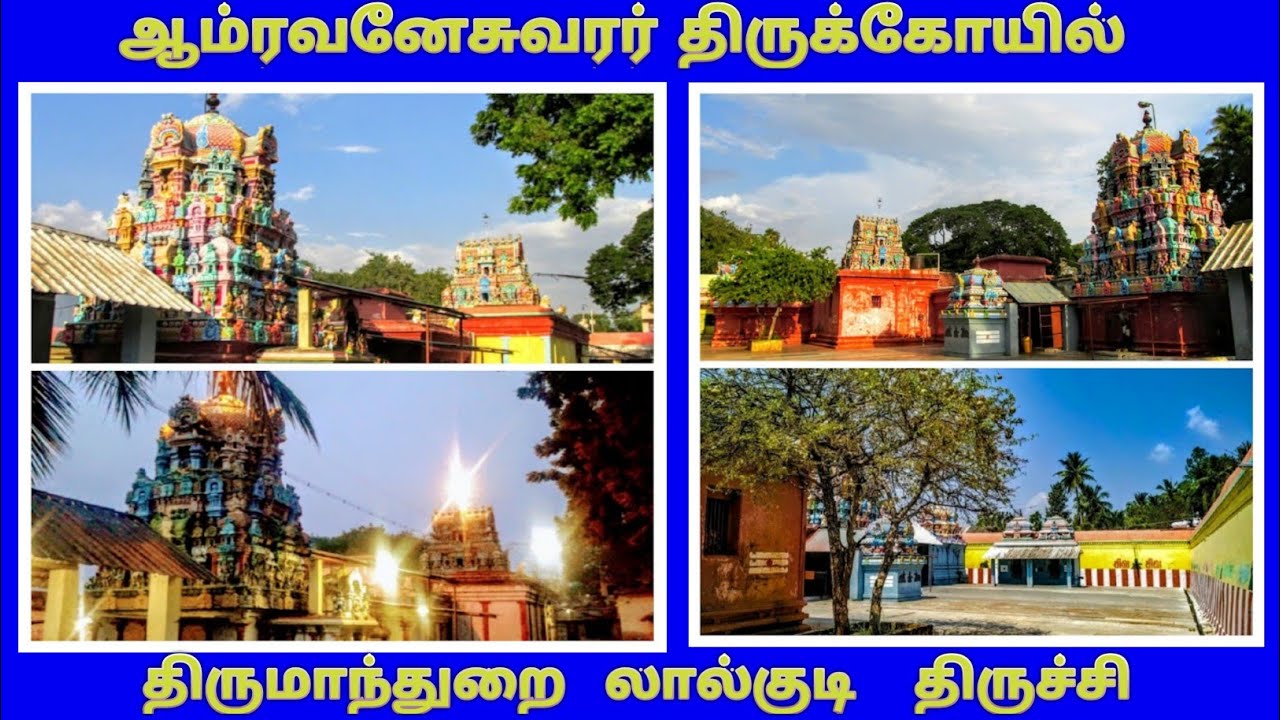 ஆம்ரவனேசுவரர் திருக்கோயில்
சிவ சிவ
திருமாந்துறை லால்குடி திருச்சி